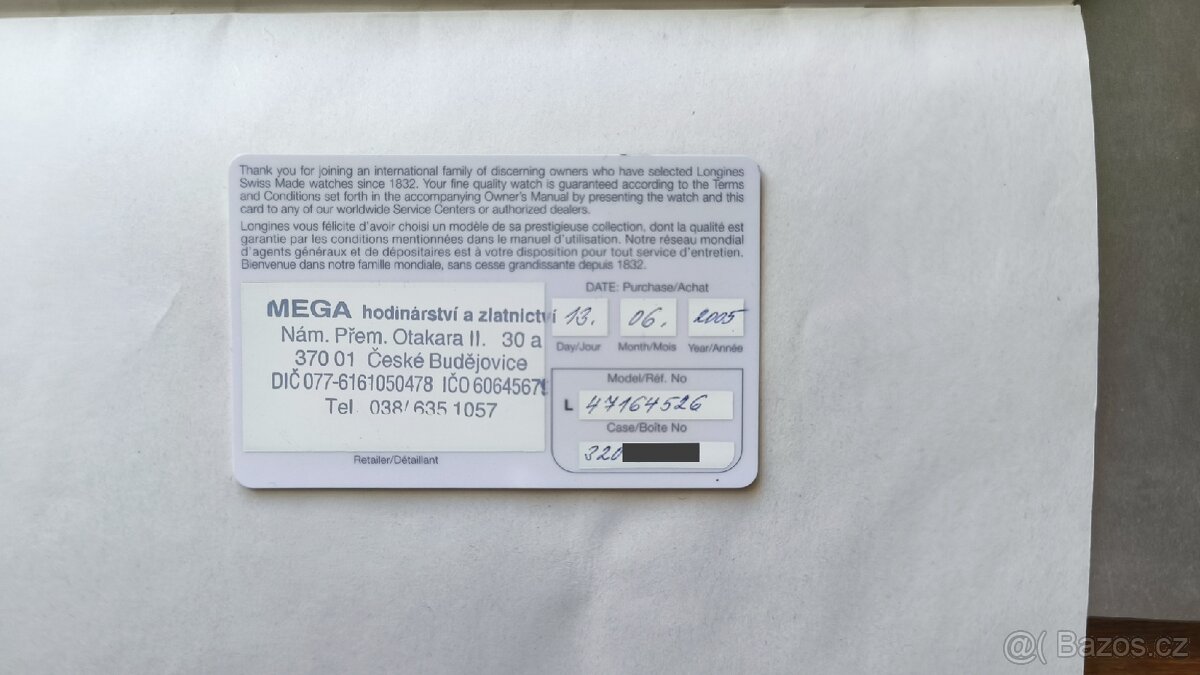 Thank you for joining an international family of discerning owners who have selected Longines
Swiss Made watches since 1832. Your fine quality watch is guaranteed according to the Terms
and Conditions set forth in the accompanying Owner's Manual by presenting the watch and this
card to any of our worldwide Service Centers or authorized dealers.
Longines vous félicite d'avoir choisi un modèle de sa prestigieuse collection, dont la qualité est
garantie par les conditions mentionnées dans le manuel d'utilisation. Notre réseau mondial
d'agents généraux et de dépositaires est à votre disposition pour tout service d'entretien.
Bienvenue dans notre famille mondiale, sans cesse grandissante depuis 1832.
MEGA hodinárství a zlatnictví
Nám. Přem. Otakara II. 30 a
370 01 České Budějovice
DIČ 077-6161050478 IČO
Tel. 038/ 635 1057
Retailer/Détaillant
DATE: Purchase/Achat
13. 06. 2005
Day/Jour Month/Mois Year/Année
Model/Réf. No
L 47164526
Case/Boîte No
320
@( Bazos.cz